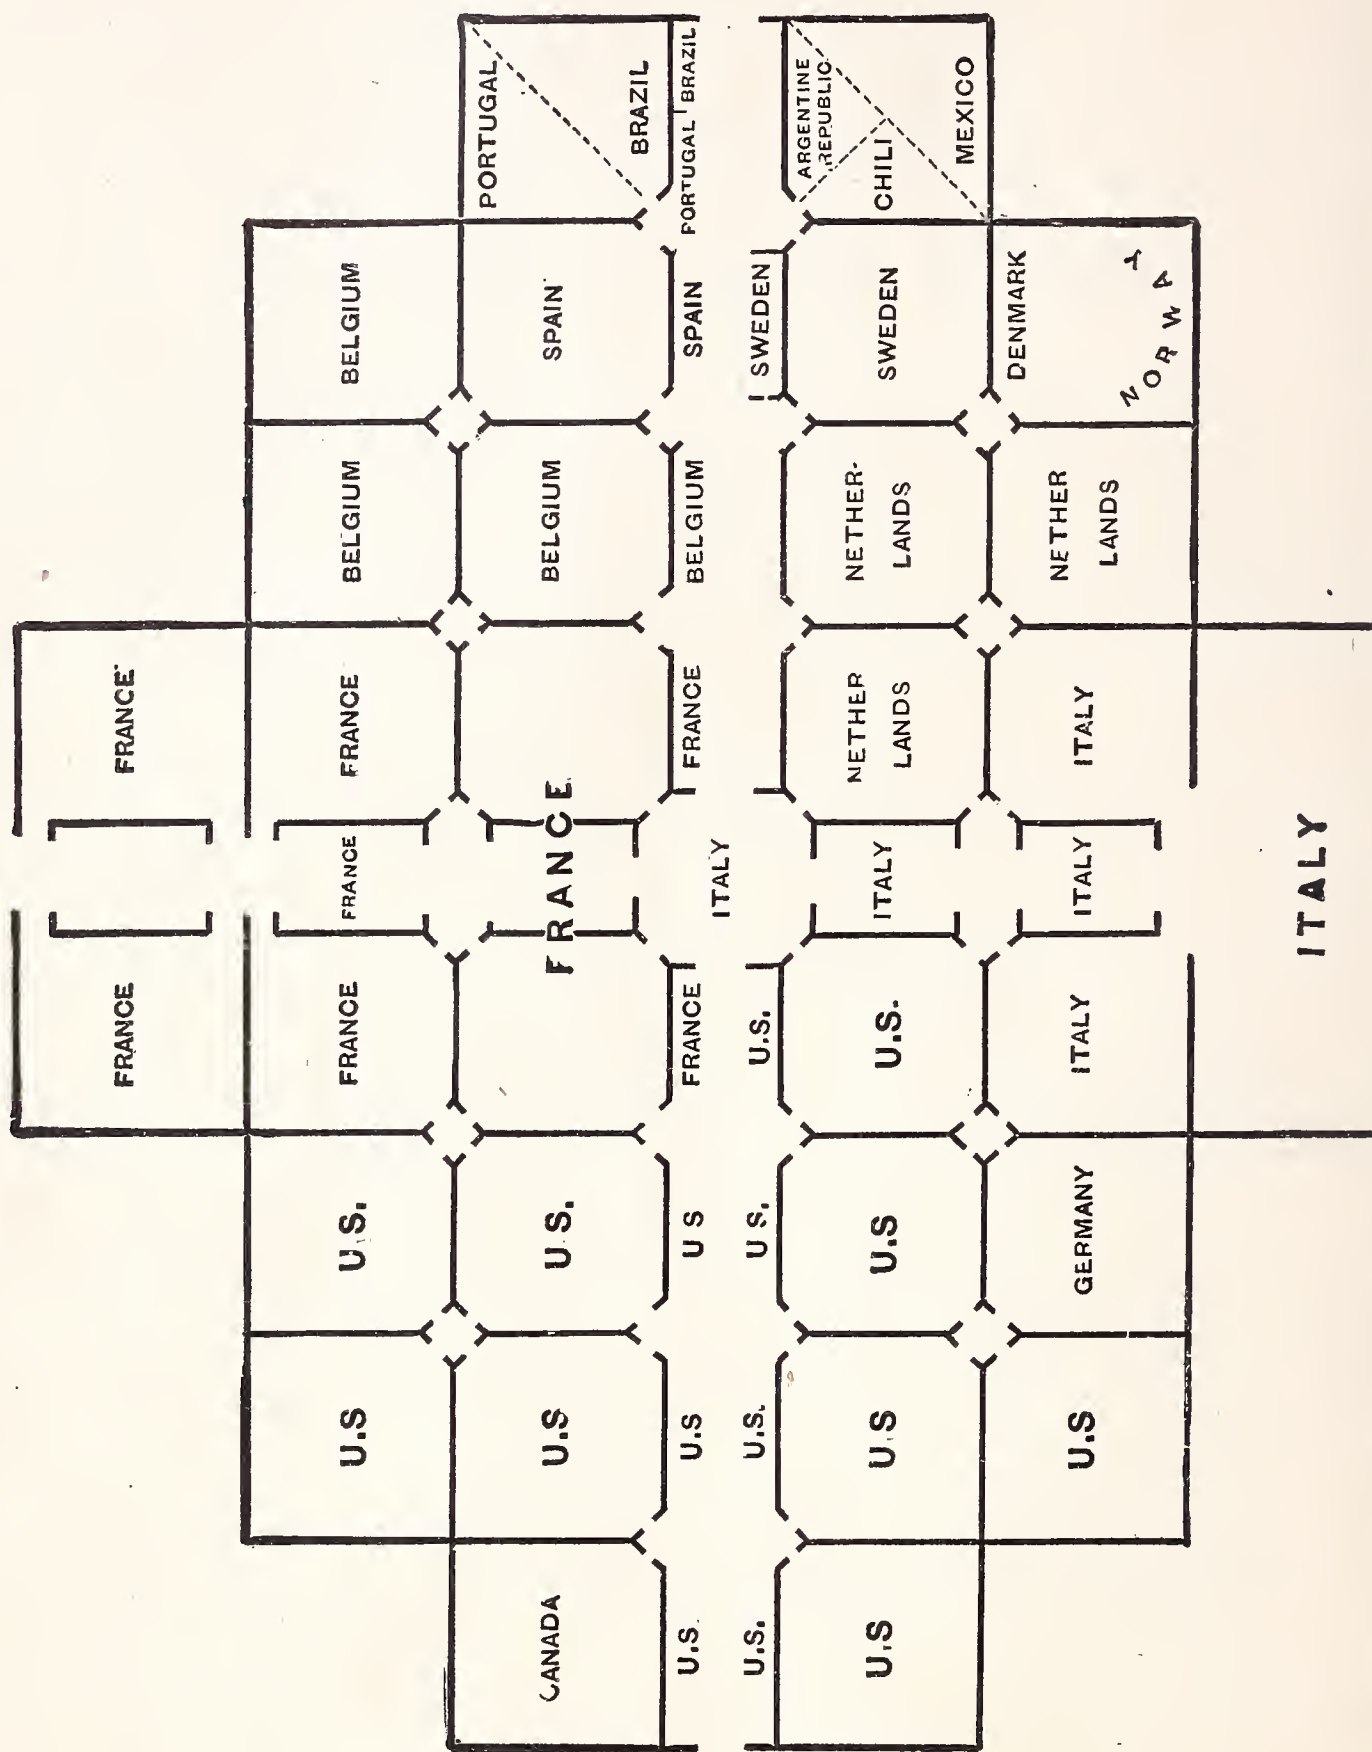 FRANCE
FRANCE
U.S
U.S.
FRANCE
FRANCE
FRANCE
BELGIUM
BELGIUM
PORTUGAL
CANADA
U.S
U.S.
FRANCE
BELGIUM
SPAIN
BRAZIL
U.S.
U.S
U S
FRANCE
FRANCE
BELGIUM
SPAIN
PORTUGAL
BRAZIL
ITALY
U.S.
U.S.
U S.
U.S.
SWEDEN
ARGENTINE
REPUBLIC
U.S
U.S
U.S
U.S.
ITALY
NETHER
LANDS
NETHER-
LANDS
SWEDEN
CHILI
MEXICO
U.S
GERMANY
ITALY
ITALY
ITALY
NETHER
LANDS
DENMARK
NORWAY
ITALY